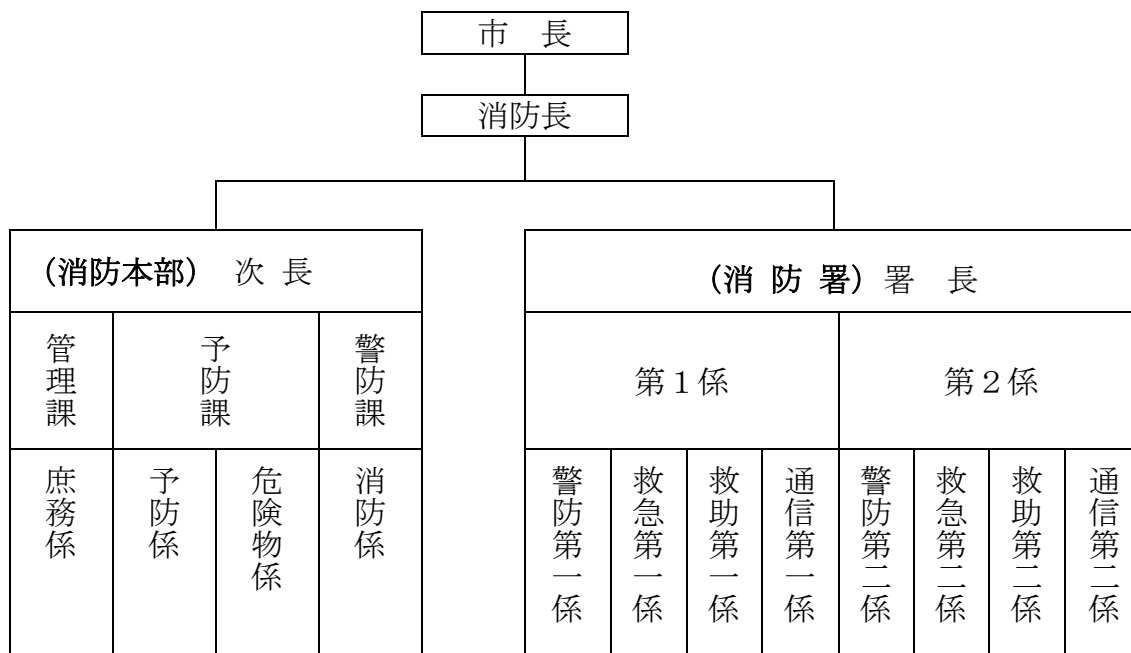 市　長
消防長
（消防本部） 次 長
（消 防 署） 署　長
管理課
予防課
警防課
第１係
第２係
庶務係
予防係
危険物係
消防係
警防第一係
救急第一係
救助第一係
通信第一係
警防第二係
救急第二係
救助第二係
通信第二係